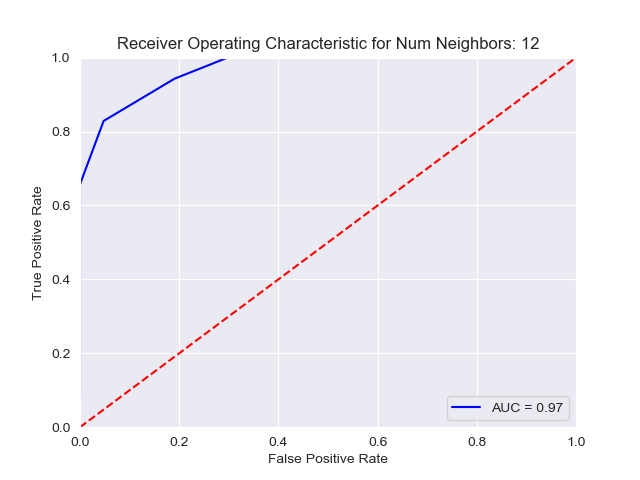 Receiver Operating Characteristic for Num Neighbors: 12
1.0
0.8
0.6
0.4
0.2
0.0
True Positive Rate
AUC = 0.97
0.0 0.2 0.4 0.6 0.8 1.0
False Positive Rate